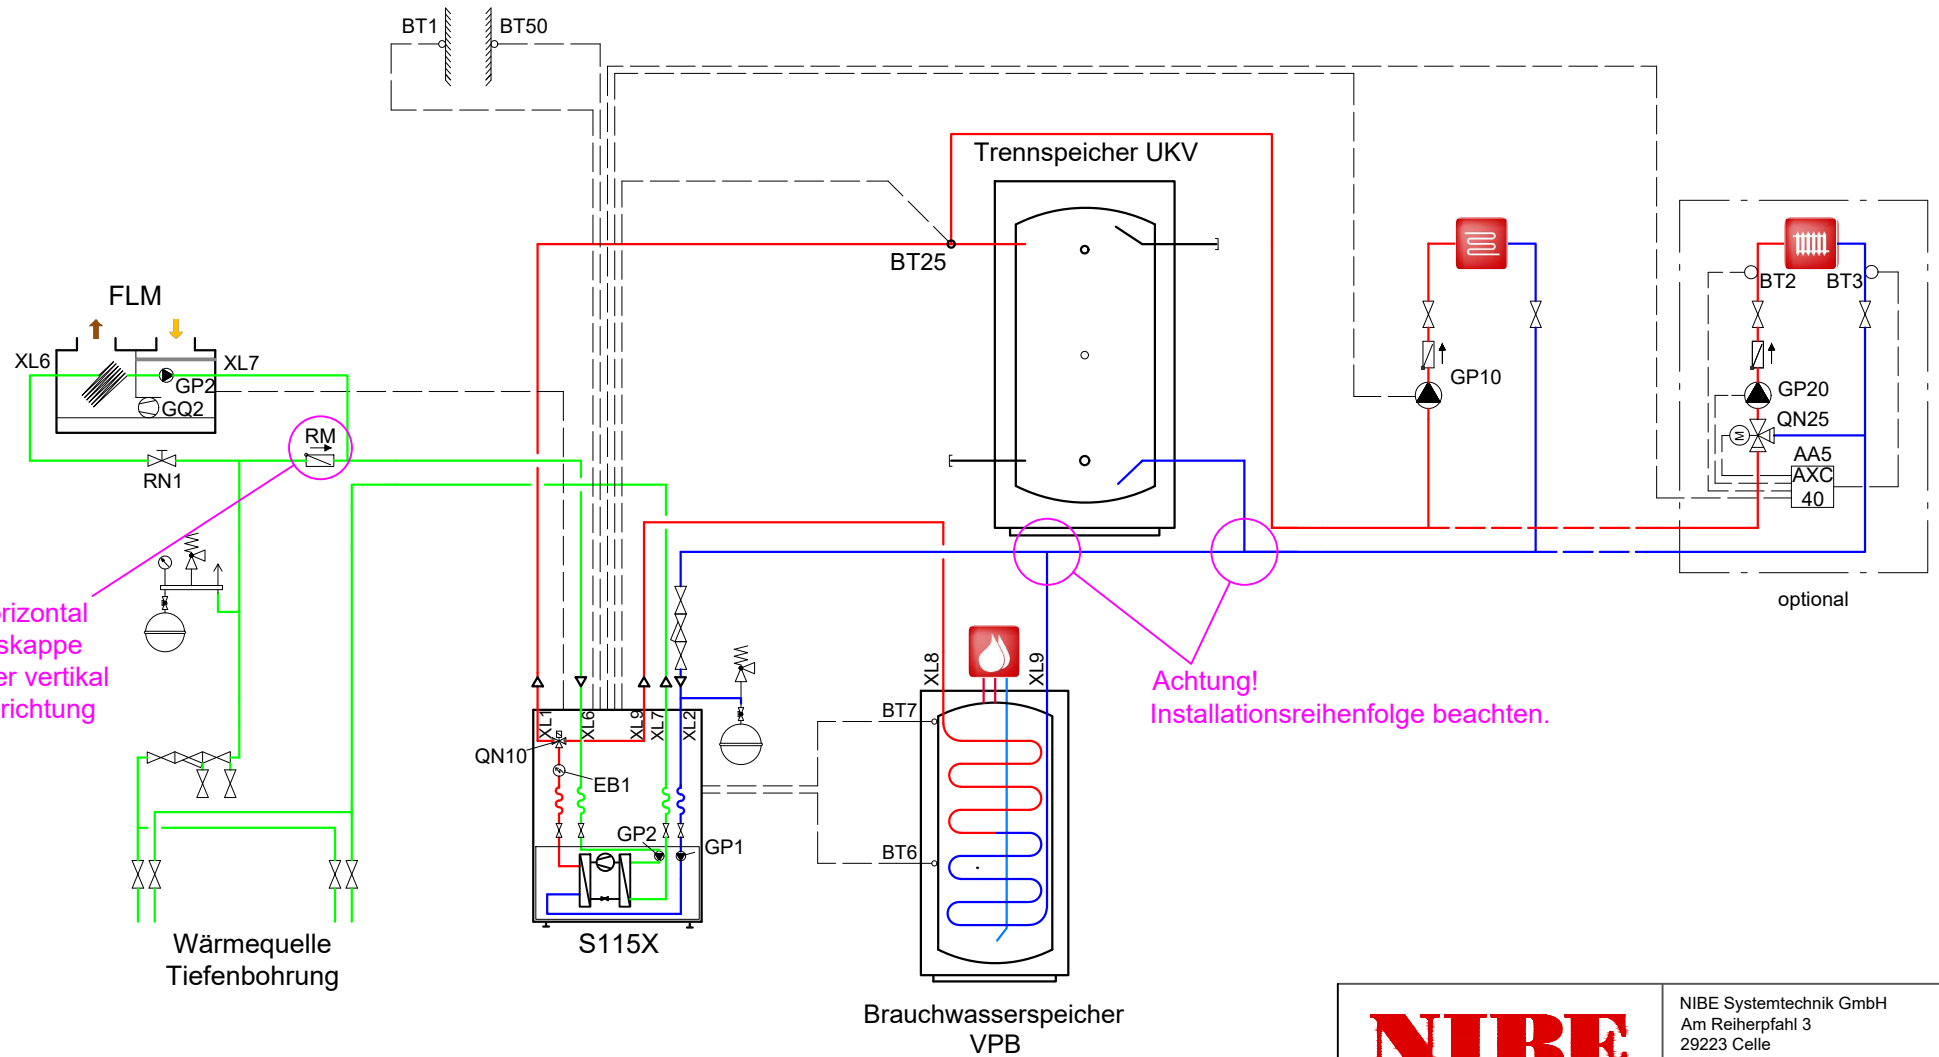 BT1
BT50
Trennspeicher UKV
BT25
FLM
XL6
XL7
GP2
GQ2
RM
RN1
BT2
BT3
GP10
GP20
QN25
M
AA5
AXC
40
optional
skappe
er vertikal
richtung
XL8
XL9
Achtung!
Installationsreihenfolge beachten.
XL1
XL6
XL9
XL7
XL2
QN10
EB1
GP2
GP1
BT7
BT6
S115X
Wärmequelle
Tiefenbohrung
Brauchwasserspeicher
VPB
NIBE
NIBE Systemtechnik GmbH
Am Reiherpfahl 3
29223 Celle